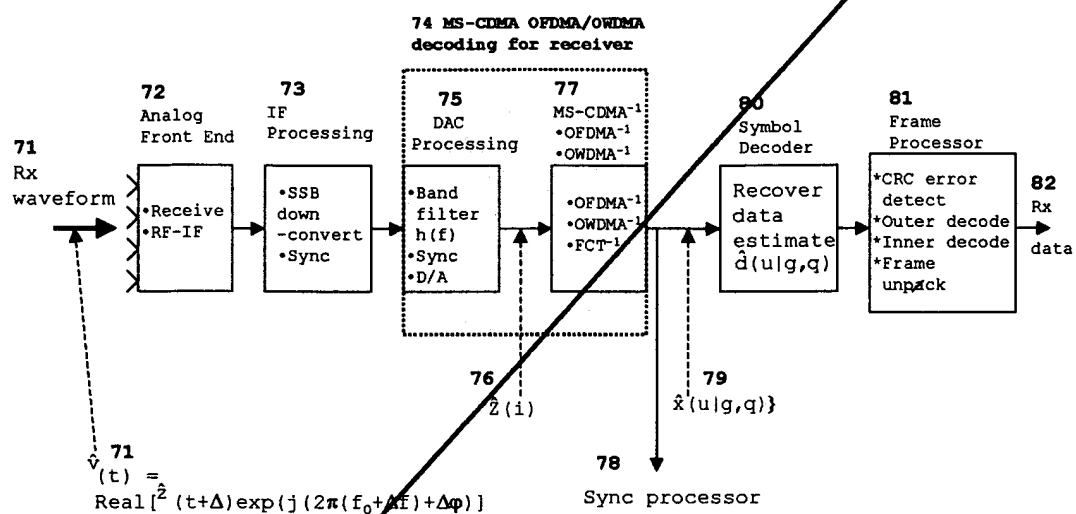 74 MS-CDMA OFDMA/OWDMA
decoding for receiver
71
Rx
waveform
72
Analog
Front End
•Receive
•RF-IF
73
IF
Processing
•SSB
down
-convert
•Sync
75
DAC
Processing
•Band
filter
h(f)
•Sync
•D/A
77
MS-CDMA⁻¹
•OFDMA⁻¹
•OWDMA⁻¹
•OFDMA⁻¹
•OWDMA⁻¹
•FCT⁻¹
80
Symbol
Decoder
Recover
data
estimate
d̂(u|g,q)
81
Frame
Processor
*CRC error
detect
*Outer decode
*Inner decode
*Frame
unpack
82
Rx
data
76
Ẑ(i)
79
x̂(u|g,q)}
78
Sync processor
71
v̂(t) =
Real[ẑ(t+Δ)exp(j(2π(f₀+Δf)+Δφ)]